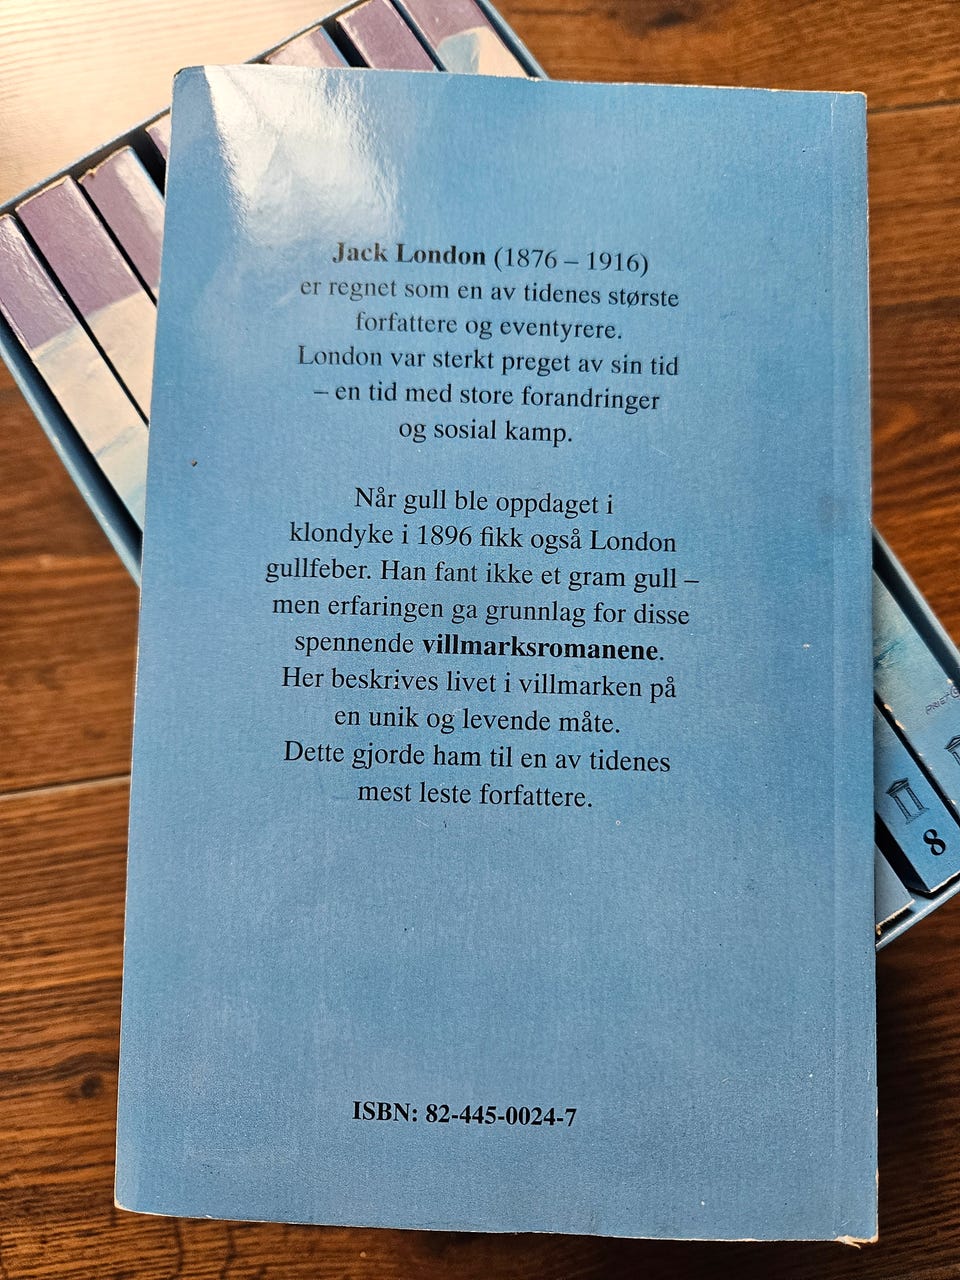 Jack London (1876 – 1916)
er regnet som en av tidenes største
forfattere og eventyrere.
London var sterkt preget av sin tid
– en tid med store forandringer
og sosial kamp.
Når gull ble oppdaget i
klondyke i 1896 fikk også London
gullfeber. Han fant ikke et gram gull –
men erfaringen ga grunnlag for disse
spennende villmarksromanene.
Her beskrives livet i villmarken på
en unik og levende måte.
Dette gjorde ham til en av tidenes
mest leste forfattere.
ISBN: 82-445-0024-7
8